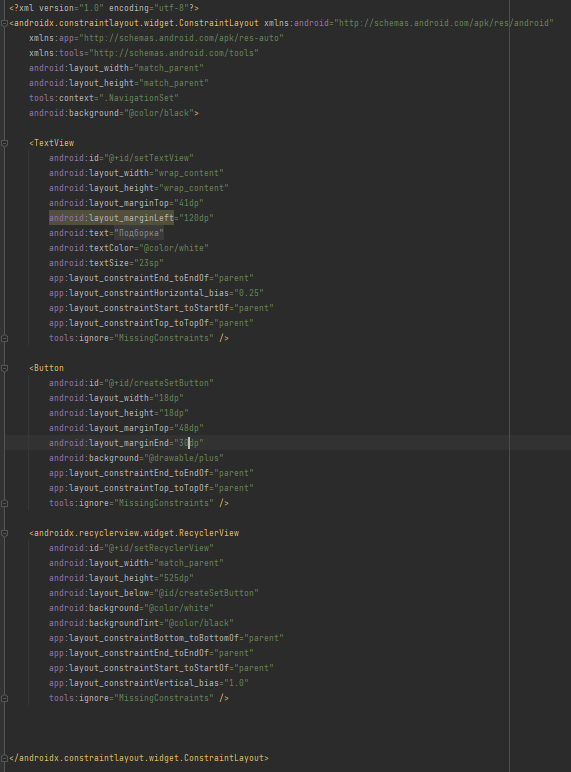 <?xml version="1.0" encoding="utf-8"?>
<androidx.constraintlayout.widget.ConstraintLayout xmlns:android="http://schemas.android.com/apk/res/android"
    xmlns:app="http://schemas.android.com/apk/res-auto"
    xmlns:tools="http://schemas.android.com/tools"
    android:layout_width="match_parent"
    android:layout_height="match_parent"
    tools:context=".NavigationSet"
    android:background="@color/black">

    <TextView
        android:id="@+id/setTextView"
        android:layout_width="wrap_content"
        android:layout_height="wrap_content"
        android:layout_marginTop="41dp"
        android:layout_marginLeft="120dp"
        android:text="Подборка"
        android:textColor="@color/white"
        android:textSize="23sp"
        app:layout_constraintEnd_toEndOf="parent"
        app:layout_constraintHorizontal_bias="0.25"
        app:layout_constraintStart_toStartOf="parent"
        app:layout_constraintTop_toTopOf="parent"
        tools:ignore="MissingConstraints" />

    <Button
        android:id="@+id/createSetButton"
        android:layout_width="18dp"
        android:layout_height="18dp"
        android:layout_marginTop="48dp"
        android:layout_marginEnd="30dp"
        android:background="@drawable/plus"
        app:layout_constraintEnd_toEndOf="parent"
        app:layout_constraintTop_toTopOf="parent"
        tools:ignore="MissingConstraints" />

    <androidx.recyclerview.widget.RecyclerView
        android:id="@+id/setRecyclerView"
        android:layout_width="match_parent"
        android:layout_height="525dp"
        android:layout_below="@id/createSetButton"
        android:background="@color/white"
        android:backgroundTint="@color/black"
        app:layout_constraintBottom_toBottomOf="parent"
        app:layout_constraintEnd_toEndOf="parent"
        app:layout_constraintStart_toStartOf="parent"
        app:layout_constraintVertical_bias="1.0"
        tools:ignore="MissingConstraints" />

</androidx.constraintlayout.widget.ConstraintLayout>